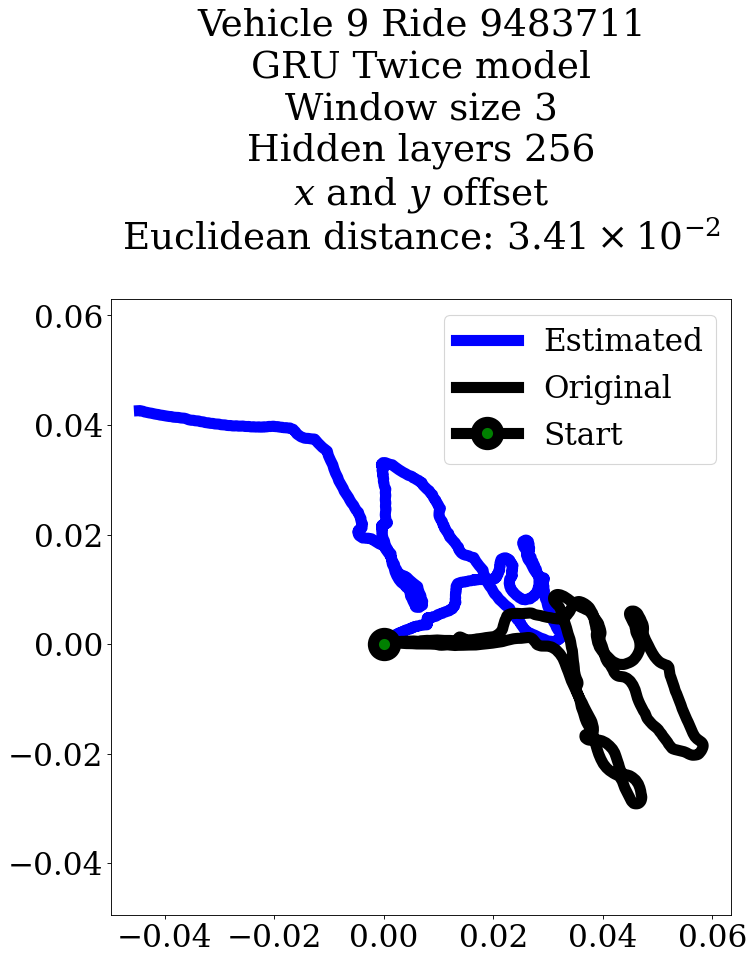 Vehicle 9 Ride 9483711
GRU Twice model
Window size 3
Hidden layers 256
x and y offset
Euclidean distance: 3.41 × 10⁻²
Estimated
Original
Start
0.06
0.04
0.02
0.00
−0.02
−0.04
−0.04 −0.02 0.00 0.02 0.04 0.06